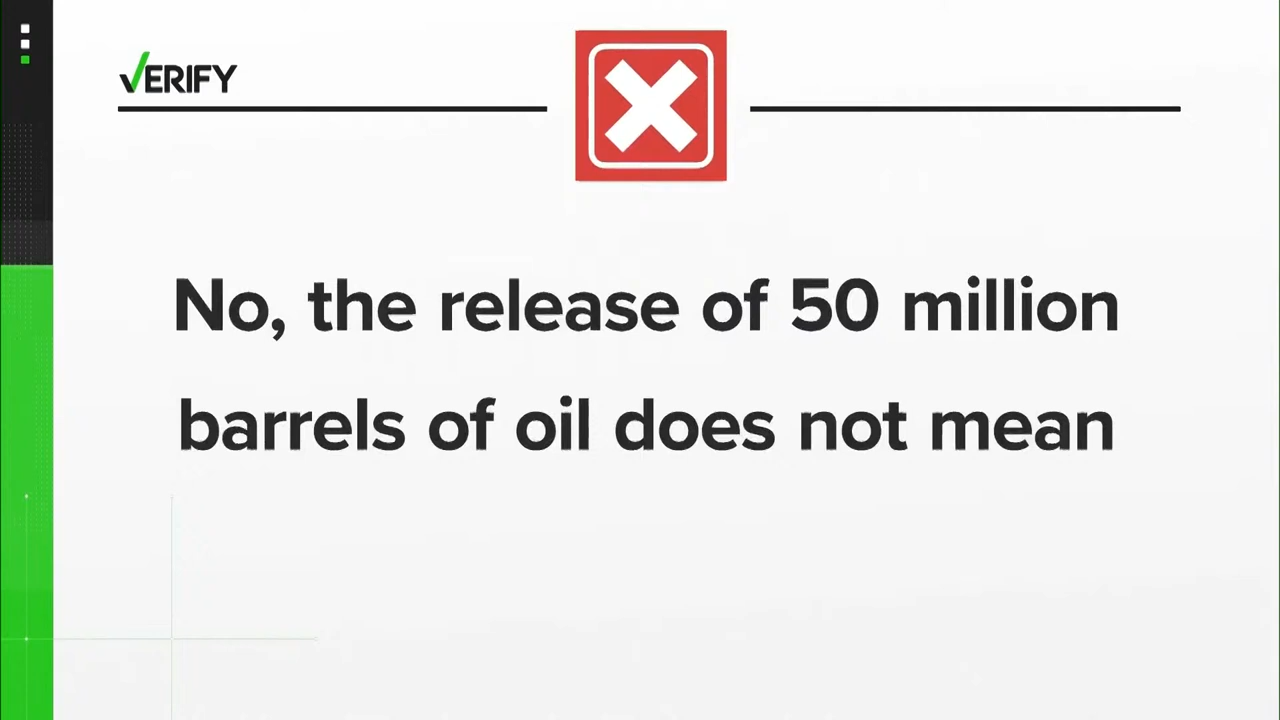 VERIFY
No, the release of 50 million
barrels of oil does not mean